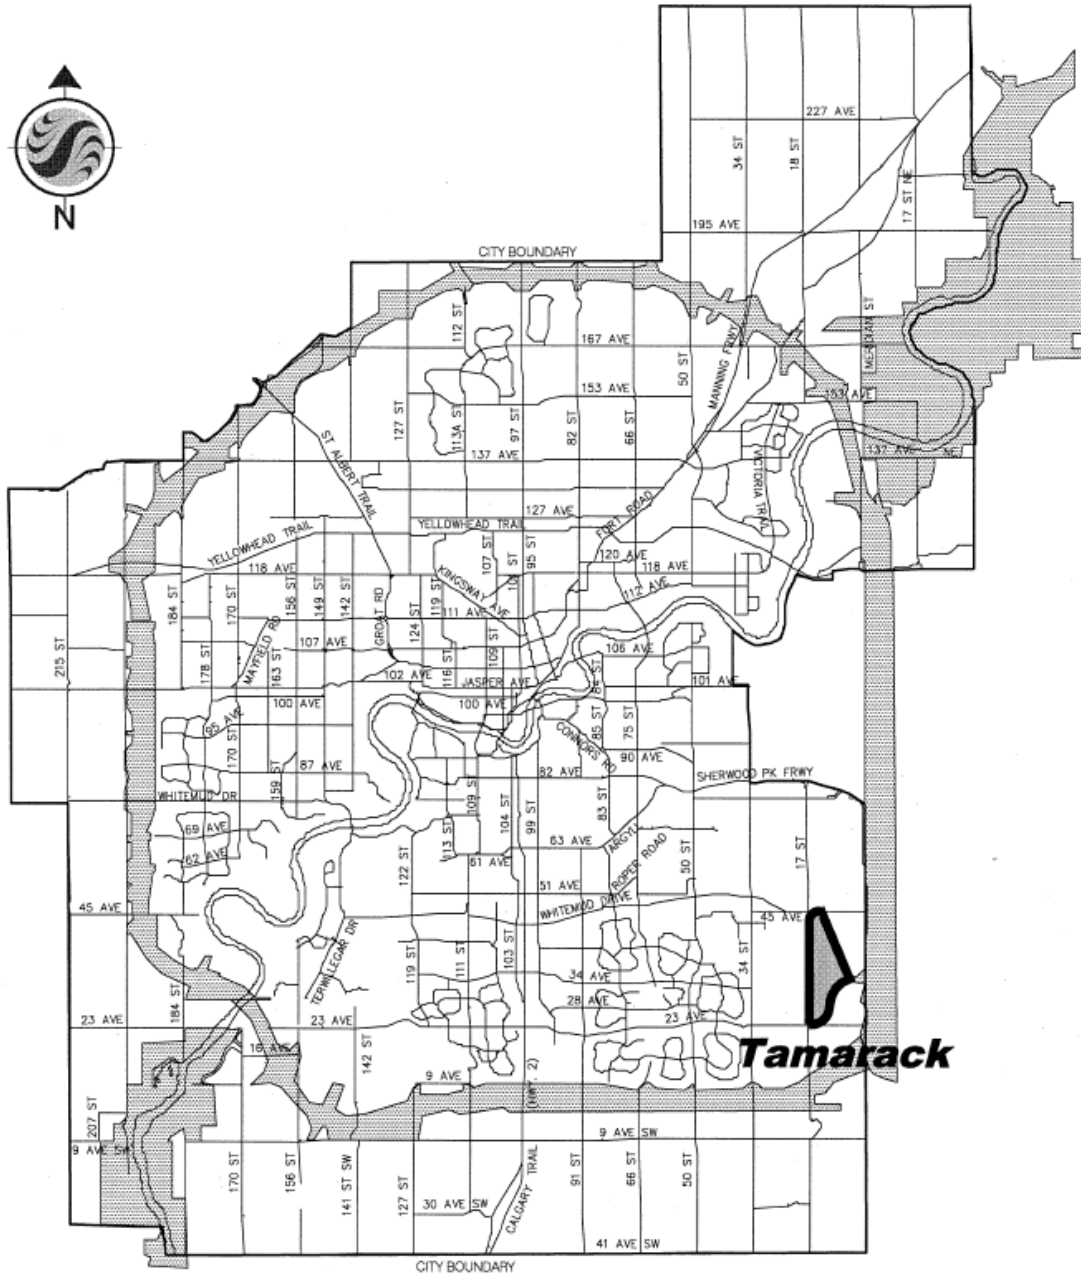 227 AVE
34 ST
18 ST
17 ST NE
N
195 AVE
CITY BOUNDARY
112 ST
167 AVE
50 ST
MANNING FRWY
MERIDIAN ST
153 AVE
153 AVE
127 ST
113A ST
97 ST
82 ST
66 ST
ST ALBERT TRAIL
137 AVE
VICTORIA TRAIL
137 AVE NE
127 AVE
FORT ROAD
YELLOWHEAD TRAIL
YELLOWHEAD TRAIL
107 ST
95 ST
120 AVE
118 AVE
118 AVE
KINGSWAY AVE
112 AVE
184 ST
170 ST
156 ST
149 ST
142 ST
GROAT RD
124 ST
119 ST
111 AVE
MAYFIELD RD
107 AVE
109 ST
106 AVE
215 ST
178 ST
163 ST
116 ST
102 AVE
JASPER AVE
84 ST
101 AVE
100 AVE
100 AVE
95 AVE
85 ST
75 ST
CONNORS RD
90 AVE
170 ST
87 AVE
159 ST
82 AVE
SHERWOOD PK FRWY
WHITEMUD DR
109 ST
104 ST
99 ST
83 ST
69 AVE
113 ST
63 AVE
ARGYLL
62 AVE
61 AVE
122 ST
ROPER ROAD
50 ST
17 ST
51 AVE
45 AVE
WHITEMUD DRIVE
45 AVE
TERWILLEGAR DR
119 ST
111 ST
103 ST
34 ST
34 AVE
184 ST
28 AVE
23 AVE
23 AVE
23 AVE
16 AVE
142 ST
Tamarack
9 AVE
(HWY. 2)
207 ST
9 AVE SW
9 AVE SW
170 ST
156 ST
141 ST SW
127 ST
30 AVE SW
CALGARY TRAIL
91 ST
66 ST
50 ST
41 AVE SW
CITY BOUNDARY